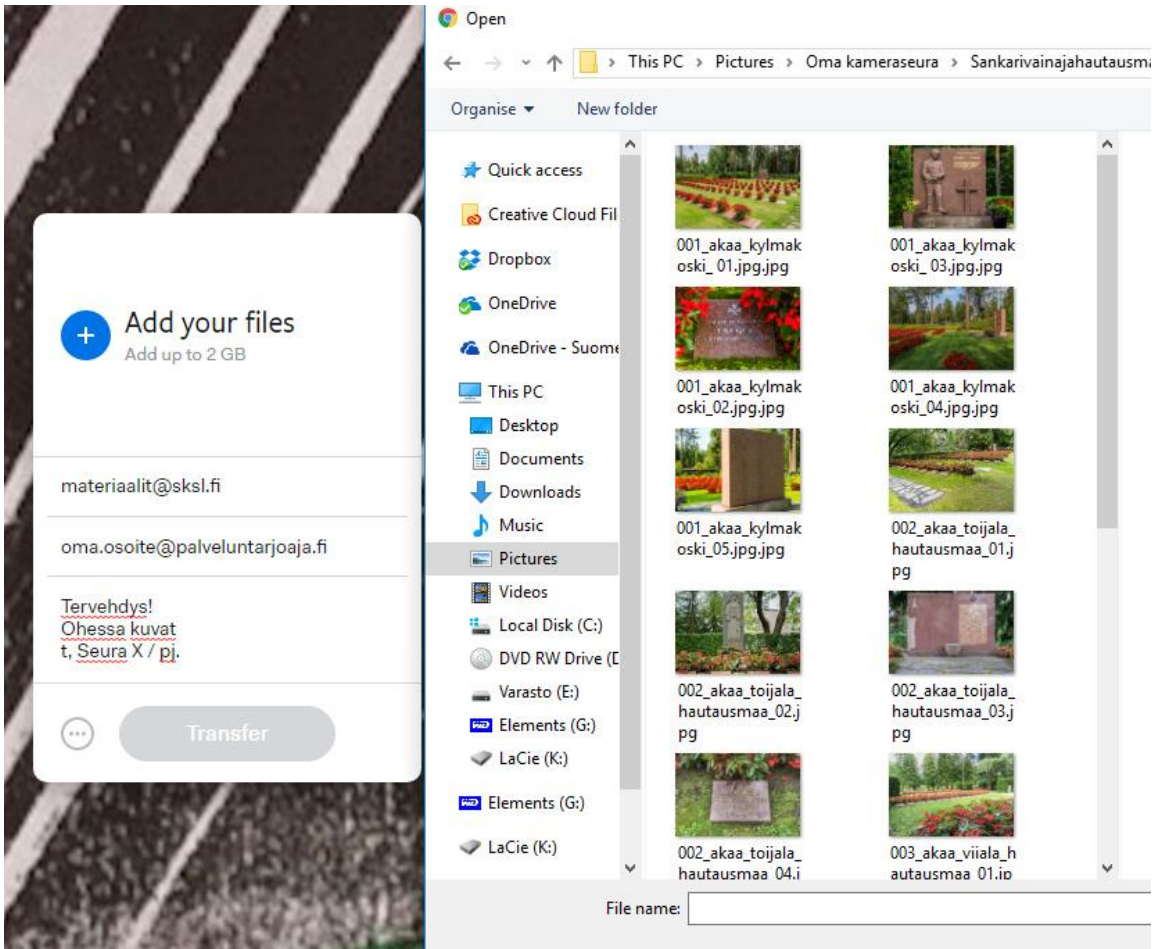 Add your files
Add up to 2 GB
materiaalit@sksl.fi
oma.osoite@palveluntarjoaja.fi
Tervehdys!
Ohessa kuvat
t, Seura X / pj.
Transfer
Open
This PC > Pictures > Oma kameraseura > Sankarivainajahautausma
Organise
New folder
Quick access
Creative Cloud Fil
Dropbox
OneDrive
OneDrive - Suome
This PC
Desktop
Documents
Downloads
Music
Pictures
Videos
Local Disk (C:)
DVD RW Drive (D
Varasto (E:)
Elements (G:)
LaCie (K:)
Elements (G:)
LaCie (K:)
001_akaa_kylmak
oski_ 01.jpg.jpg
001_akaa_kylmak
oski_ 03.jpg.jpg
001_akaa_kylmak
oski_02.jpg.jpg
001_akaa_kylmak
oski_04.jpg.jpg
001_akaa_kylmak
oski_05.jpg.jpg
002_akaa_toijala_
hautausmaa_01.j
pg
002_akaa_toijala_
hautausmaa_02.j
pg
002_akaa_toijala_
hautausmaa_03.j
pg
002_akaa_toijala_
hautausmaa_04.j
003_akaa_viiala_h
autausmaa_01.jp
File name: